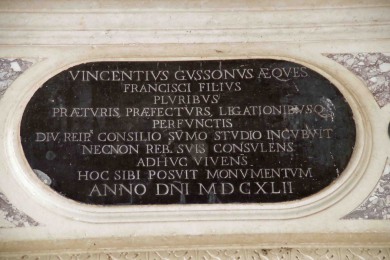 VINCENTIVS GVSSONVS ÆQVES
FRANCISCI FILIVS
PLVRIBVS
PRÆTVRIS, PRÆFECTVRIS, LEGATIONIBVSQ
PERFVNCTIS
DIV, REIP CONSILIO SVMO STVDIO INCVBVIT
NECNON REB. SVIS CONSVLENS
ADHVC VIVENS
HOC SIBI POSVIT MONVMENTVM
ANNO DNI MDCXLII